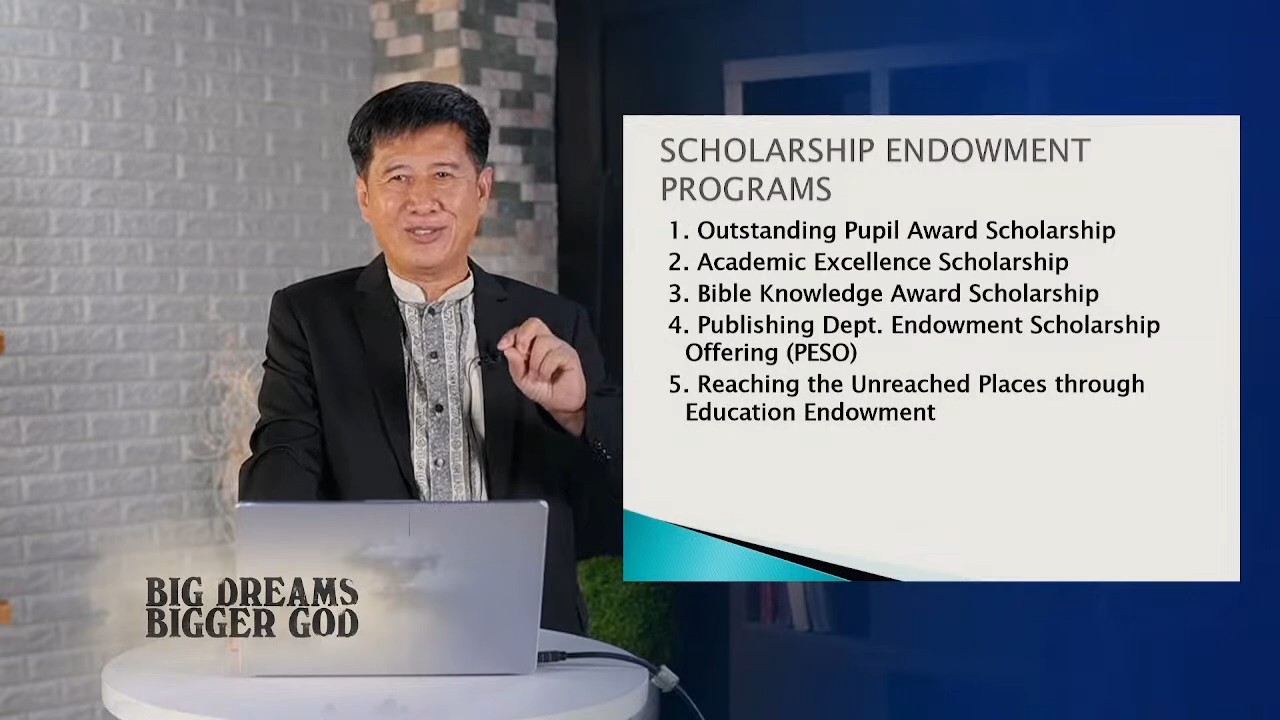 SCHOLARSHIP ENDOWMENT
PROGRAMS
1. Outstanding Pupil Award Scholarship
2. Academic Excellence Scholarship
3. Bible Knowledge Award Scholarship
4. Publishing Dept. Endowment Scholarship
Offering (PESO)
5. Reaching the Unreached Places through
Education Endowment
BIG DREAMS
BIGGER GOD